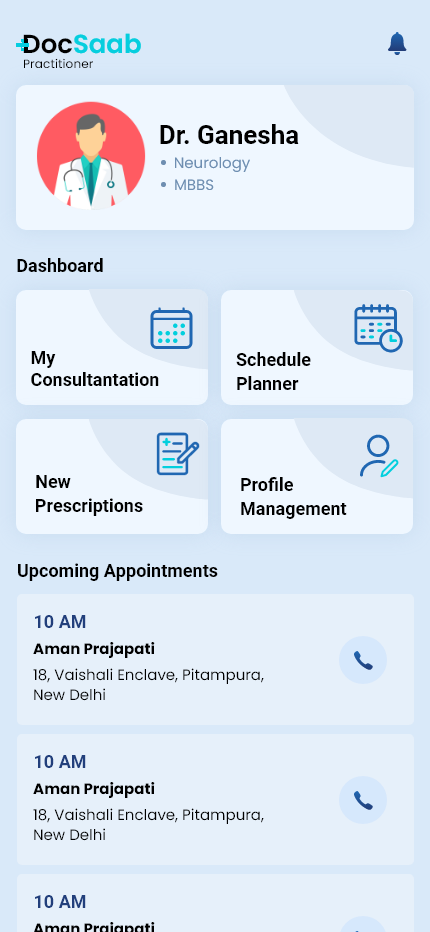 DocSaab
Practitioner
Dr. Ganesha
• Neurology
• MBBS
Dashboard
My
Consultantation
Schedule
Planner
New
Prescriptions
Profile
Management
Upcoming Appointments
10 AM
Aman Prajapati
18, Vaishali Enclave, Pitampura,
New Delhi
10 AM
Aman Prajapati
18, Vaishali Enclave, Pitampura,
New Delhi
10 AM
Aman Prajapati